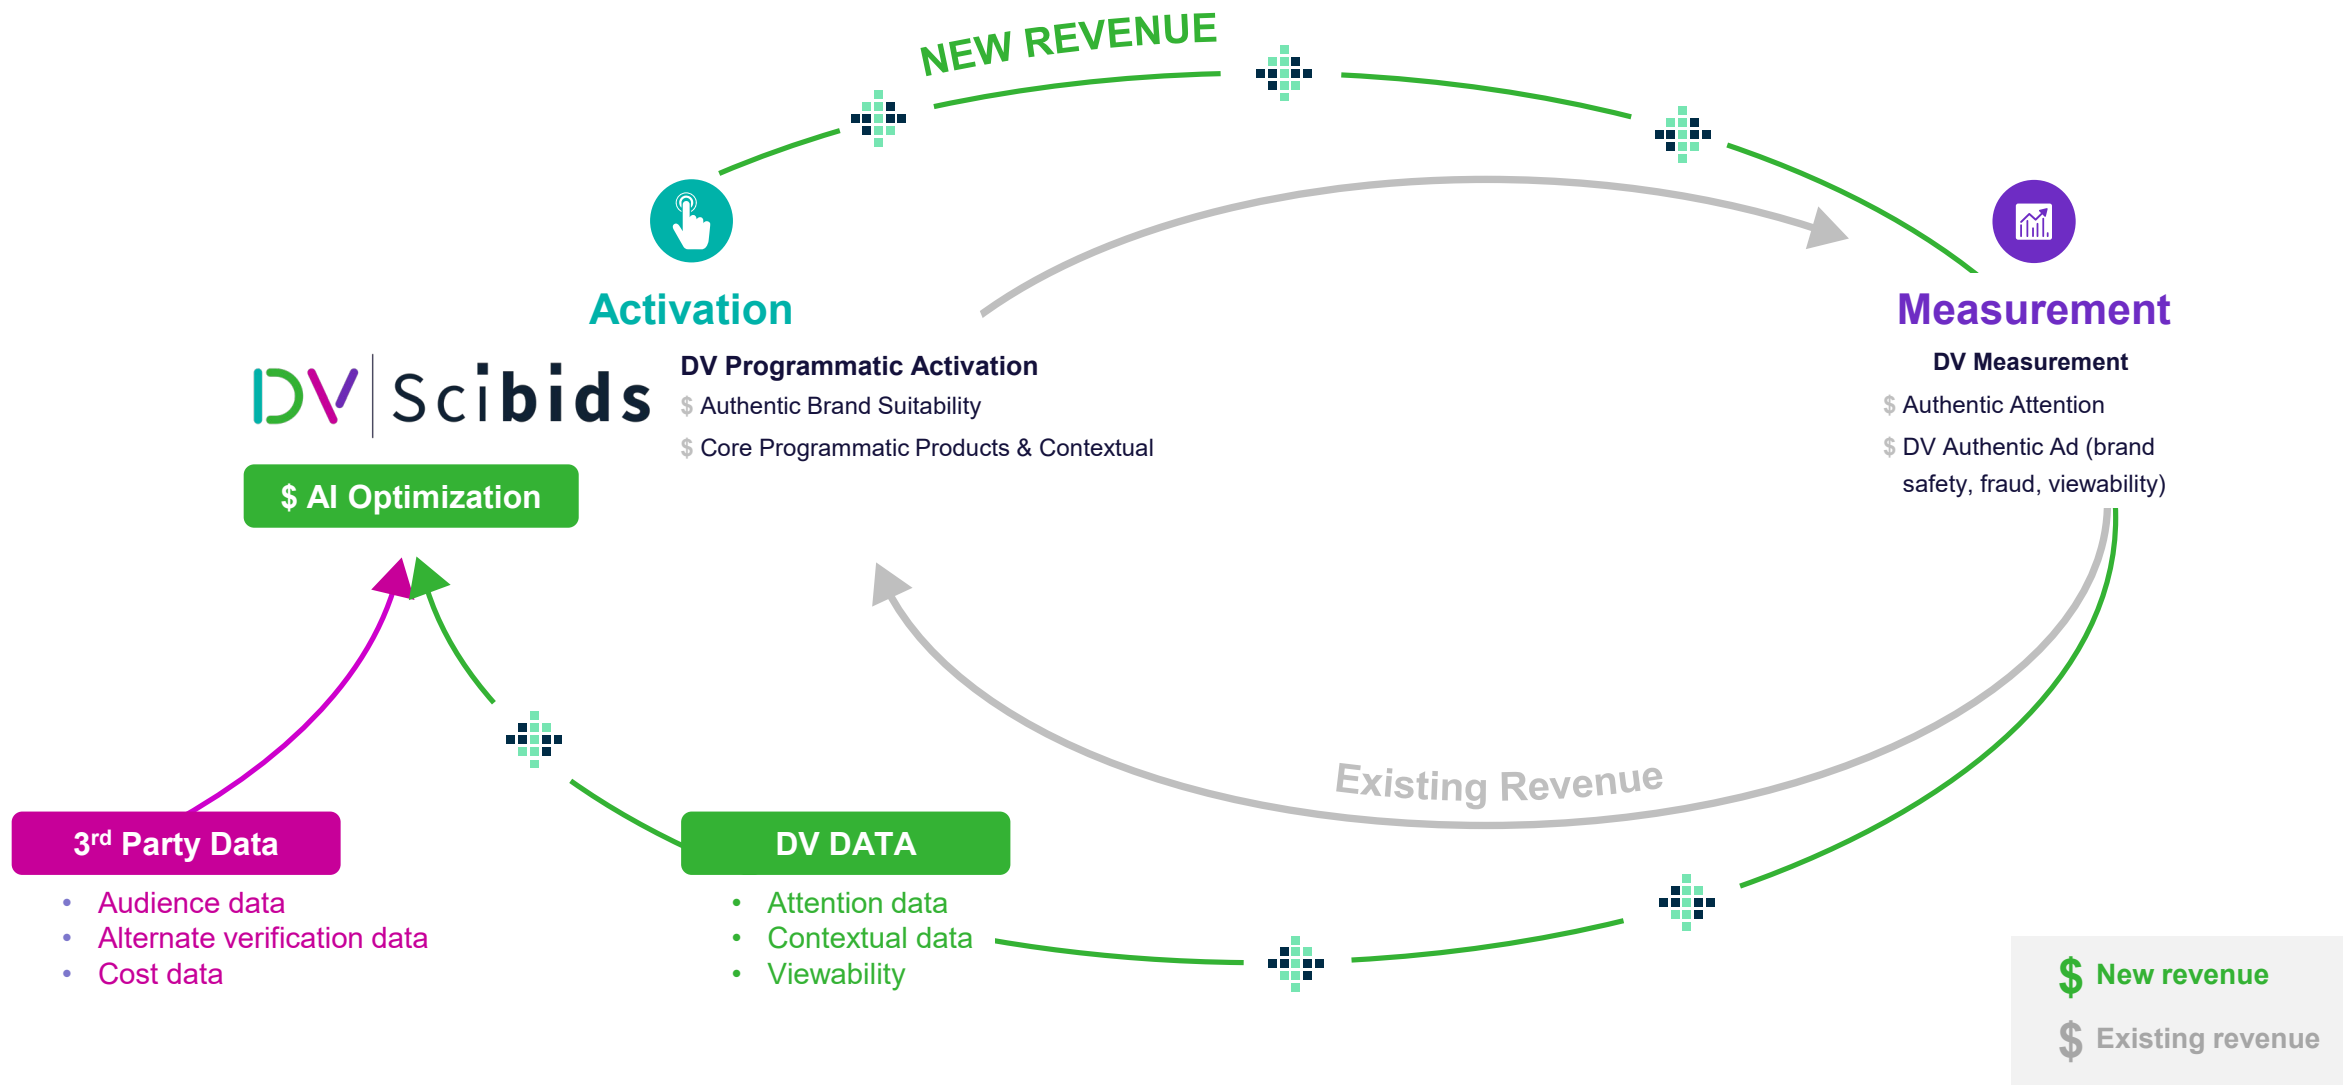 NEW REVENUE
Activation
Measurement
DV Scibids
DV Programmatic Activation
$ Authentic Brand Suitability
$ Core Programmatic Products & Contextual
DV Measurement
$ Authentic Attention
$ DV Authentic Ad (brand
safety, fraud, viewability)
$ AI Optimization
Existing Revenue
3rd Party Data
• Audience data
• Alternate verification data
• Cost data
DV DATA
• Attention data
• Contextual data
• Viewability
$ New revenue
$ Existing revenue